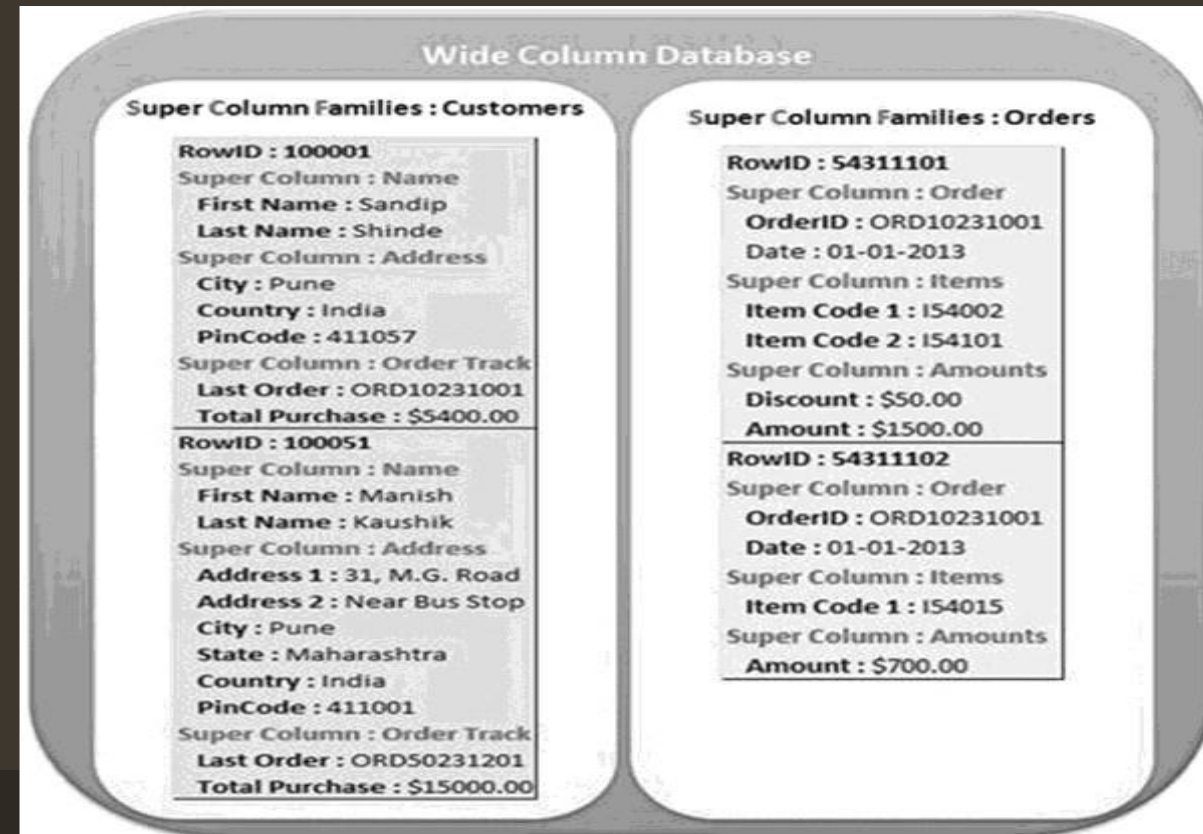 Wide Column Database
Super Column Families : Customers
RowID : 100001
Super Column : Name
First Name : Sandip
Last Name : Shinde
Super Column : Address
City : Pune
Country : India
PinCode : 411057
Super Column : Order Track
Last Order : ORD10231001
Total Purchase : $5400.00
RowID : 100051
Super Column : Name
First Name : Manish
Last Name : Kaushik
Super Column : Address
Address 1 : 31, M.G. Road
Address 2 : Near Bus Stop
City : Pune
State : Maharashtra
Country : India
PinCode : 411001
Super Column : Order Track
Last Order : ORD50231201
Total Purchase : $15000.00
Super Column Families : Orders
RowID : 54311101
Super Column : Order
OrderID : ORD10231001
Date : 01-01-2013
Super Column : Items
Item Code 1 : I54002
Item Code 2 : I54101
Super Column : Amounts
Discount : $50.00
Amount : $1500.00
RowID : 54311102
Super Column : Order
OrderID : ORD10231001
Date : 01-01-2013
Super Column : Items
Item Code 1 : I54015
Super Column : Amounts
Amount : $700.00